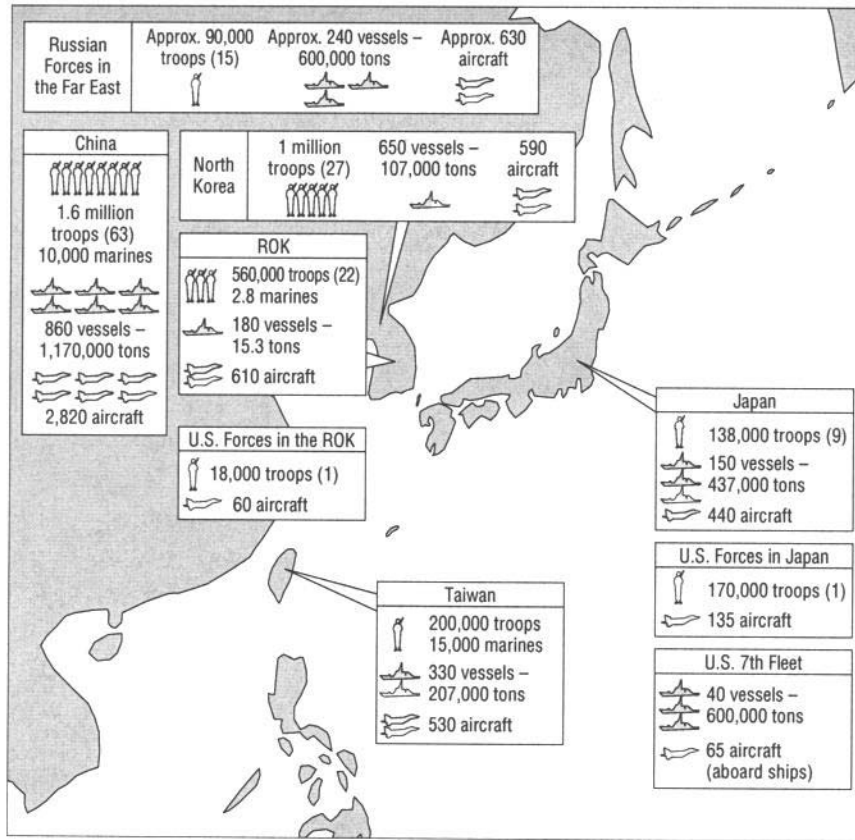 Russian
Forces in
the Far East
Approx. 90,000
troops (15)
Approx. 240 vessels –
600,000 tons
Approx. 630
aircraft
China
1.6 million
troops (63)
10,000 marines
860 vessels –
1,170,000 tons
2,820 aircraft
North
Korea
1 million
troops (27)
650 vessels –
107,000 tons
590
aircraft
ROK
560,000 troops (22)
2.8 marines
180 vessels –
15.3 tons
610 aircraft
U.S. Forces in the ROK
18,000 troops (1)
60 aircraft
Japan
138,000 troops (9)
150 vessels –
437,000 tons
440 aircraft
U.S. Forces in Japan
170,000 troops (1)
135 aircraft
Taiwan
200,000 troops
15,000 marines
330 vessels –
207,000 tons
530 aircraft
U.S. 7th Fleet
40 vessels –
600,000 tons
65 aircraft
(aboard ships)